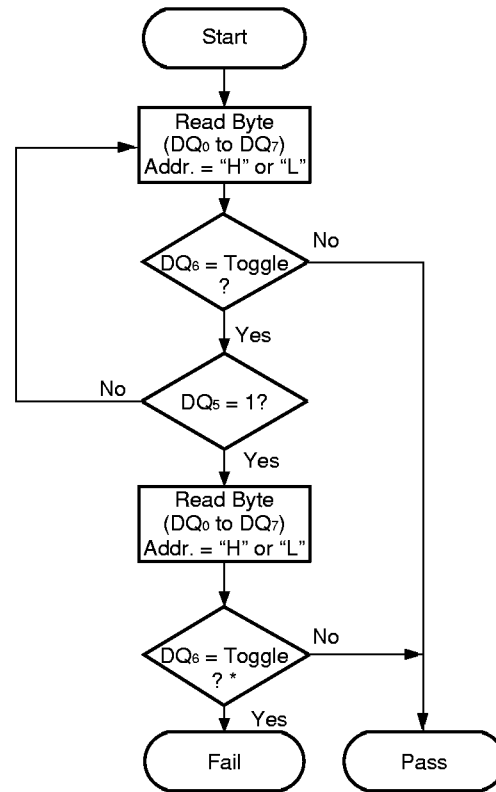 Start
Read Byte
(DQ0 to DQ7)
Addr. = “H” or “L”
No
DQ6 = Toggle
?
Yes
No
DQ5 = 1?
Yes
Read Byte
(DQ0 to DQ7)
Addr. = “H” or “L”
No
DQ6 = Toggle
? *
Yes
Fail
Pass